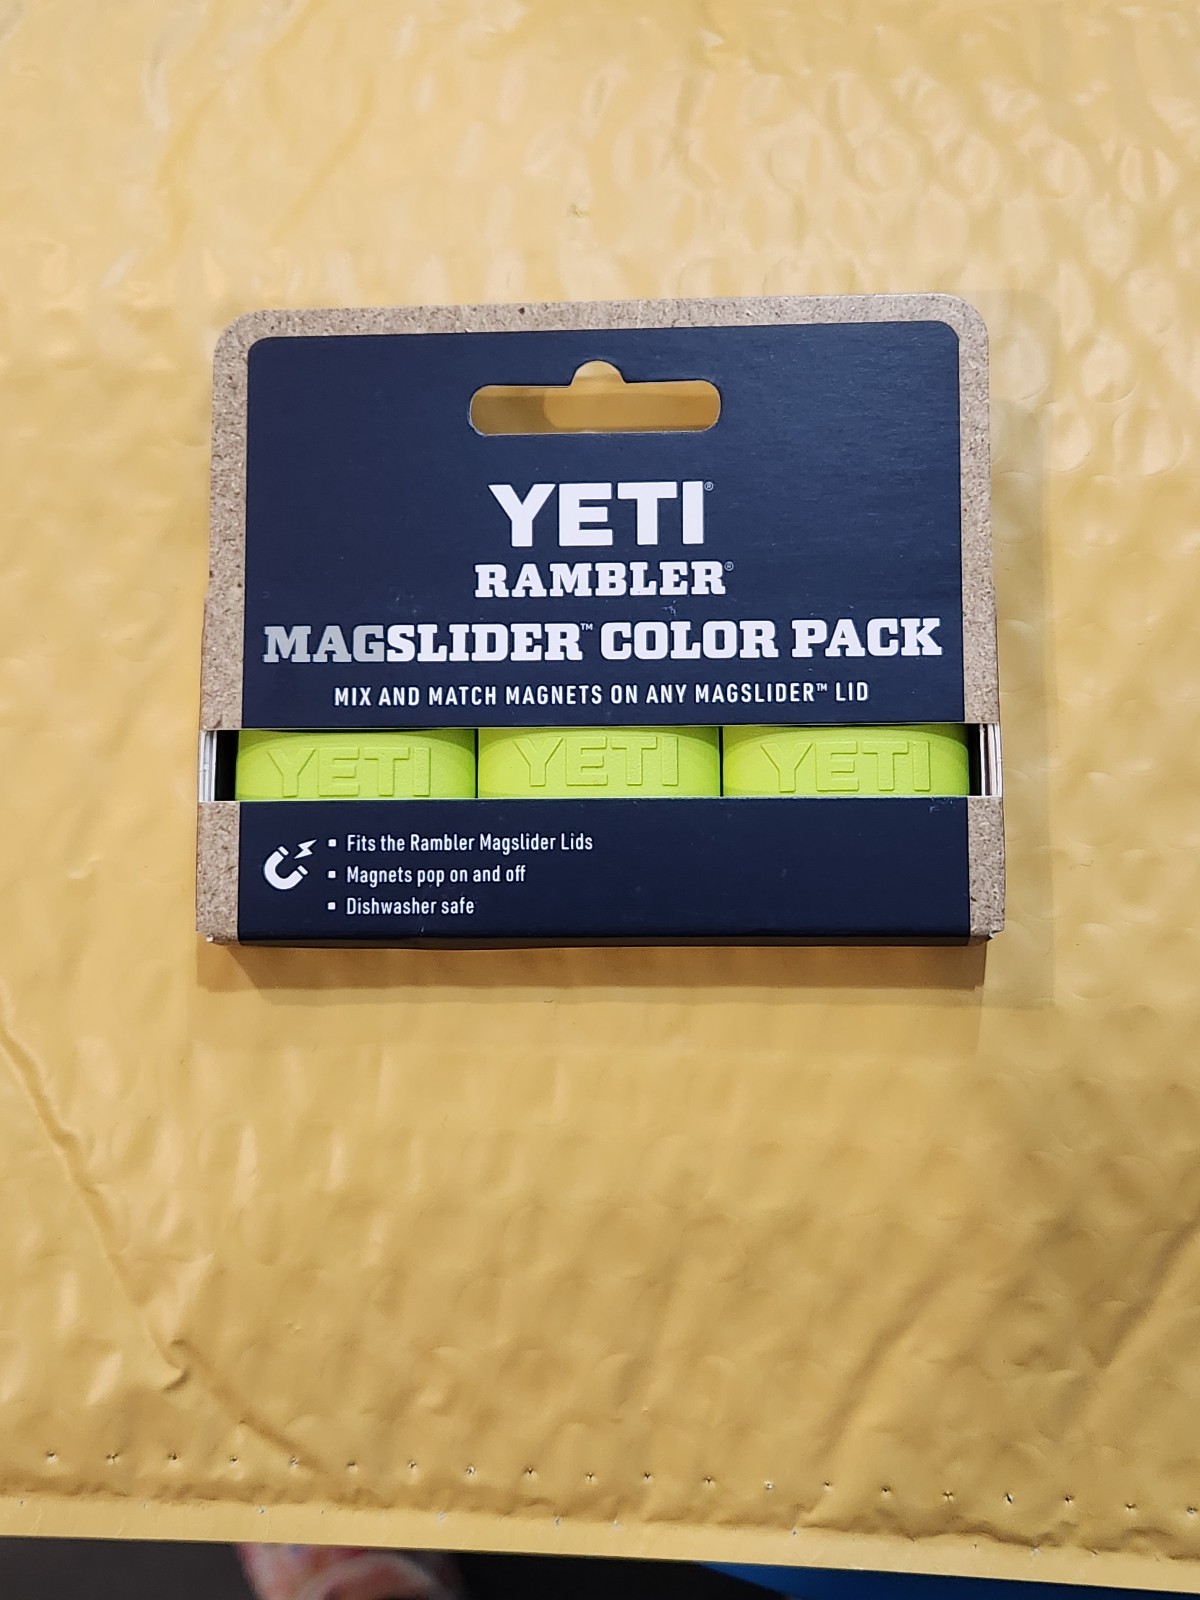 YETI®
RAMBLER®
MAGSLIDER™ COLOR PACK
MIX AND MATCH MAGNETS ON ANY MAGSLIDER™ LID
YETI YETI YETI
▪ Fits the Rambler Magslider Lids
▪ Magnets pop on and off
▪ Dishwasher safe